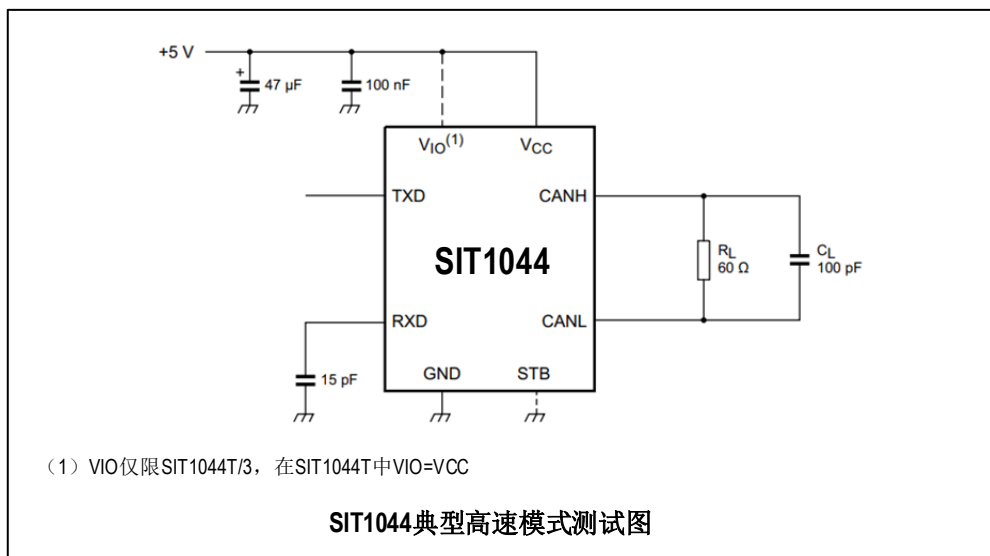 +5 V
+
47 µF
100 nF
VIO(1)
VCC
TXD
CANH
SIT1044
RL
60 Ω
CL
100 pF
RXD
CANL
15 pF
GND
STB
（1）VIO仅限SIT1044T/3，在SIT1044T中VIO=VCC
SIT1044典型高速模式测试图